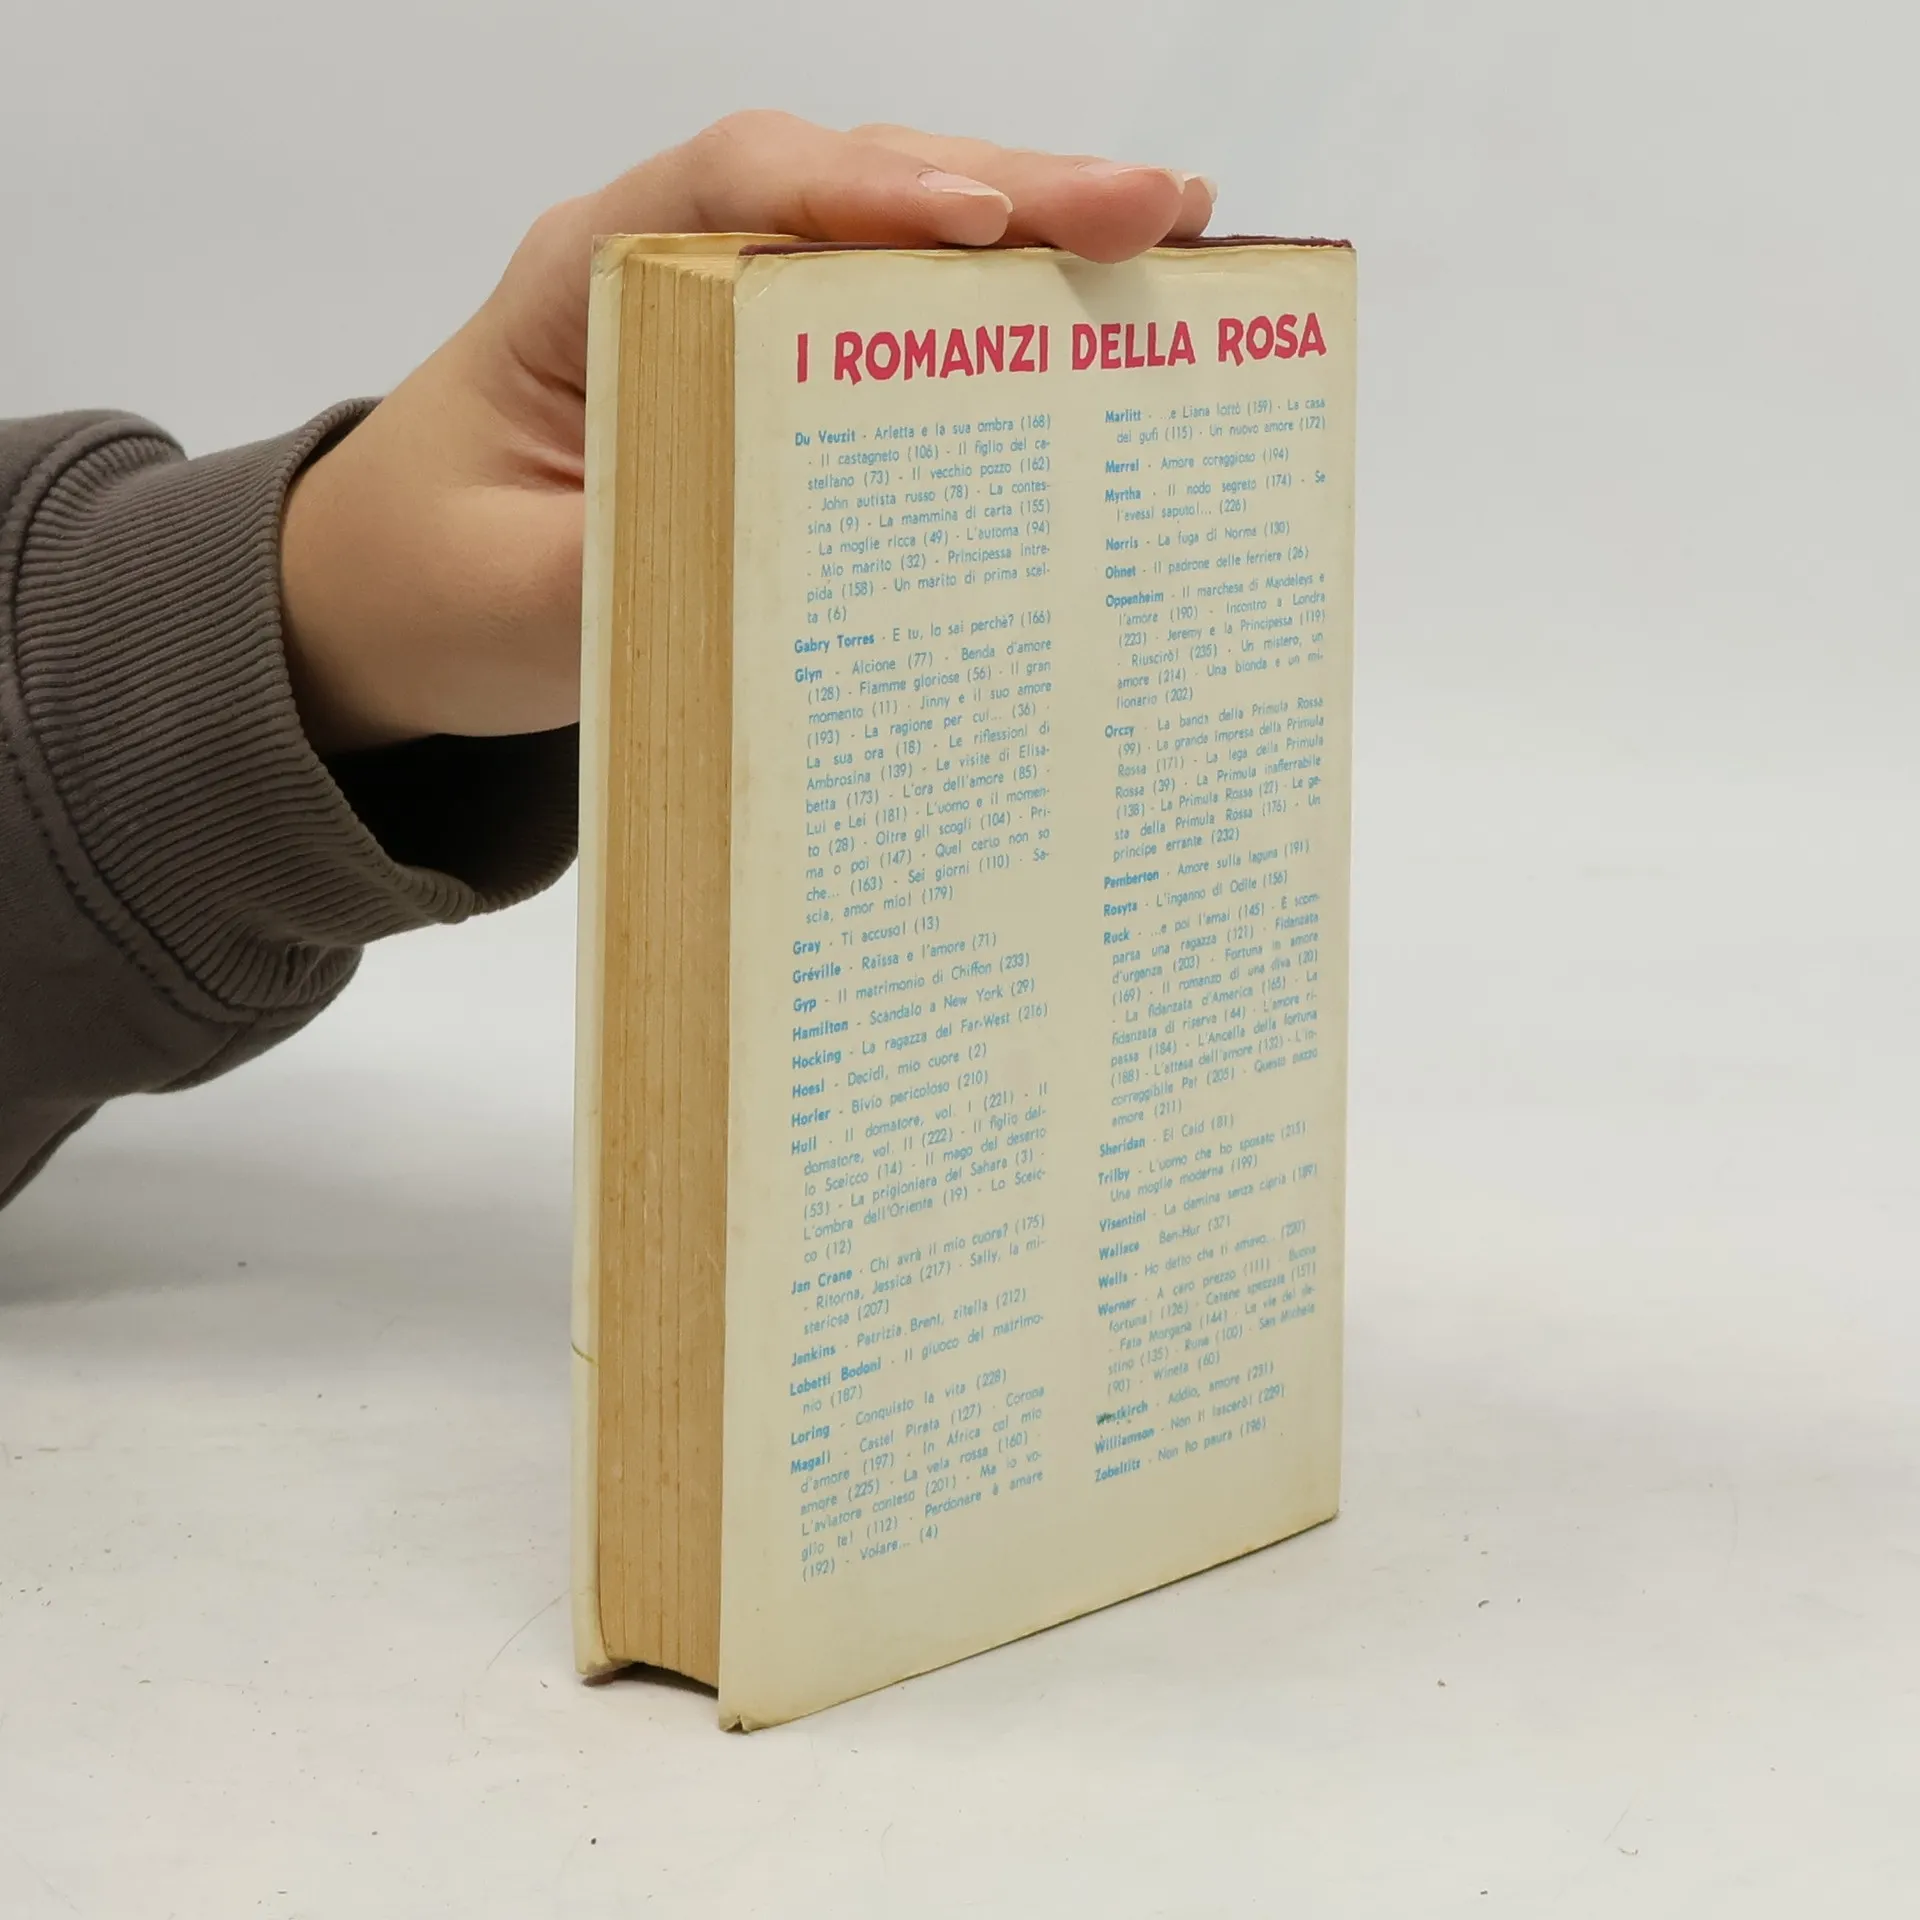 I ROMANZI DELLA ROSA
Du Veuzit - Arletta e la sua ombra (168)
- Il castagneto (106) - Il figlio del ca-
stellano (73) - Il vecchio pozzo (162)
- John autista russo (78) - La contes-
sina (9) - La mammina di carta (155)
- La moglie ricca (49) - L'automa (94)
- Mio marito (32) - Principessa intre-
pida (158) - Un marito di prima scel-
ta (6)
Gabry Torres - E tu, lo sai perchè? (166)
Glyn - Alcione (77) - Benda d'amore
(128) - Fiamme gloriose (56) - Il gran
momento (11) - Jinny e il suo amore
(193) - La ragione per cui... (36) -
La sua ora (18) - Le riflessioni di
Ambrosina (139) - Le visite di Elisa-
betta (173) - L'ora dell'amore (85) -
Lui e Lei (181) - L'uomo e il momen-
to (28) - Oltre gli scogli (104) - Pri-
ma o poi (147) - Quel certo non so
che... (163) - Sei giorni (110) - Sa-
scia, amor mio! (179)
Gray - Ti accuso! (13)
Gréville - Raïssa e l'amore (71)
Gyp - Il matrimonio di Chiffon (233)
Hamilton - Scandalo a New York (29)
Hocking - La ragazza del Far-West (216)
Hoesl - Decidi, mio cuore (2)
Horler - Bivio pericoloso (210)
Hull - Il domatore, vol. I (221) - Il
domatore, vol. II (222) - Il figlio del-
lo Sceicco (14) - Il mago del deserto
(53) - La prigioniera del Sahara (3) -
L'ombra dell'Oriente (19) - Lo Sceic-
co (12)
Jan Crane - Chi avrà il mio cuore? (175)
- Ritorna, Jessica (217) - Sally, la mi-
steriosa (207)
Jenkins - Patrizia Brent, zitella (212)
Labetti Bodoni - Il giuoco del matrimo-
nio (187)
Loring - Conquisto la vita (228)
Magali - Castel Pirata (127) - Corona
d'amore (197) - In Africa col mio
amore (225) - La vela rossa (160) -
L'aviatore conteso (201) - Ma io vo-
glio te! (112) - Perdonare è amare
(192) - Volare... (4)
Marlitt - ...e Liana lottò (159) - La casa
dei gufi (115) - Un nuovo amore (172)
Merrel - Amore coraggioso (194)
Myrtha - Il nodo segreto (174) - Se
l'avessi saputo!... (226)
Norris - La fuga di Norma (130)
Ohnet - Il padrone delle ferriere (26)
Oppenheim - Il marchese di Mandeleys e
l'amore (190) - Incontro a Londra
(223) - Jeremy e la Principessa (119)
- Riuscirò! (235) - Un mistero, un
amore (214) - Una bionda e un mi-
lionario (202)
Orczy - La banda della Primula Rossa
(99) - La grande impresa della Primula
Rossa (171) - La lega della Primula
Rossa (39) - La Primula inafferrabile
(138) - La Primula Rossa (22) - Le ge-
sta della Primula Rossa (176) - Un
principe errante (232)
Pemberton - Amore sulla laguna (191)
Rosyta - L'inganno di Odile (156)
Ruck - ...e poi l'amai (145) - È scom-
parsa una ragazza (121) - Fidanzata
d'urgenza (203) - Fortuna in amore
(169) - Il romanzo di una diva (20)
- La fidanzata d'America (165) - La
fidanzata di riserva (44) - L'amore ri-
passa (184) - L'Ancella della fortuna
(188) - L'attesa dell'amore (132) - L'in-
correggibile Pat (205) - Questo pazzo
amore (211)
Sheridan - El Caid (81)
Trilby - L'uomo che ho sposato (215)
Una moglie moderna (199)
Visentini - La damina senza cipria (189)
Wallace - Ben-Hur (37)
Wells - Ho detto che ti amavo... (220)
Werner - A caro prezzo (111) - Buona
fortuna! (126) - Catene spezzate (151)
- Fata Morgana (144) - Le vie del de-
stino (135) - Runa (100) - San Michele
(90) - Wineta (60)
Westkirch - Addio, amore (231)
Williamson - Non ti lascerò! (229)
Zobeltitz - Non ho paura (196)